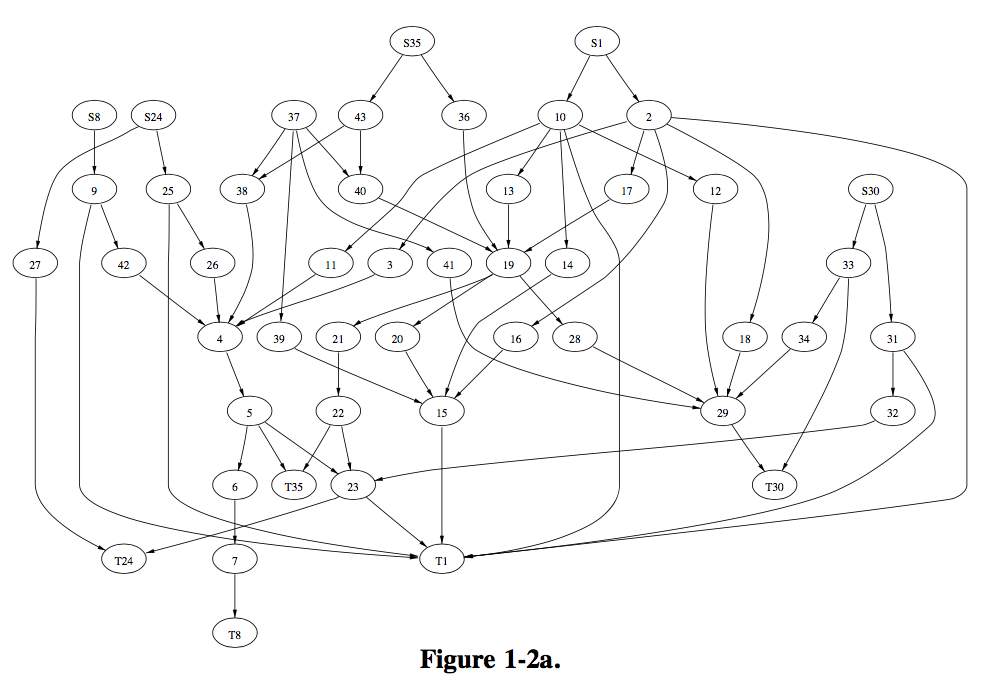 S35 S1
S8 S24 37 43 36 10 2
9 25 38 40 13 17 12 S30
27 42 26 11 3 41 19 14 33
4 39 21 20 16 28 18 34 31
5 22 15 29 32
6 T35 23 T30
T24 7 T1
T8
Figure 1-2a.